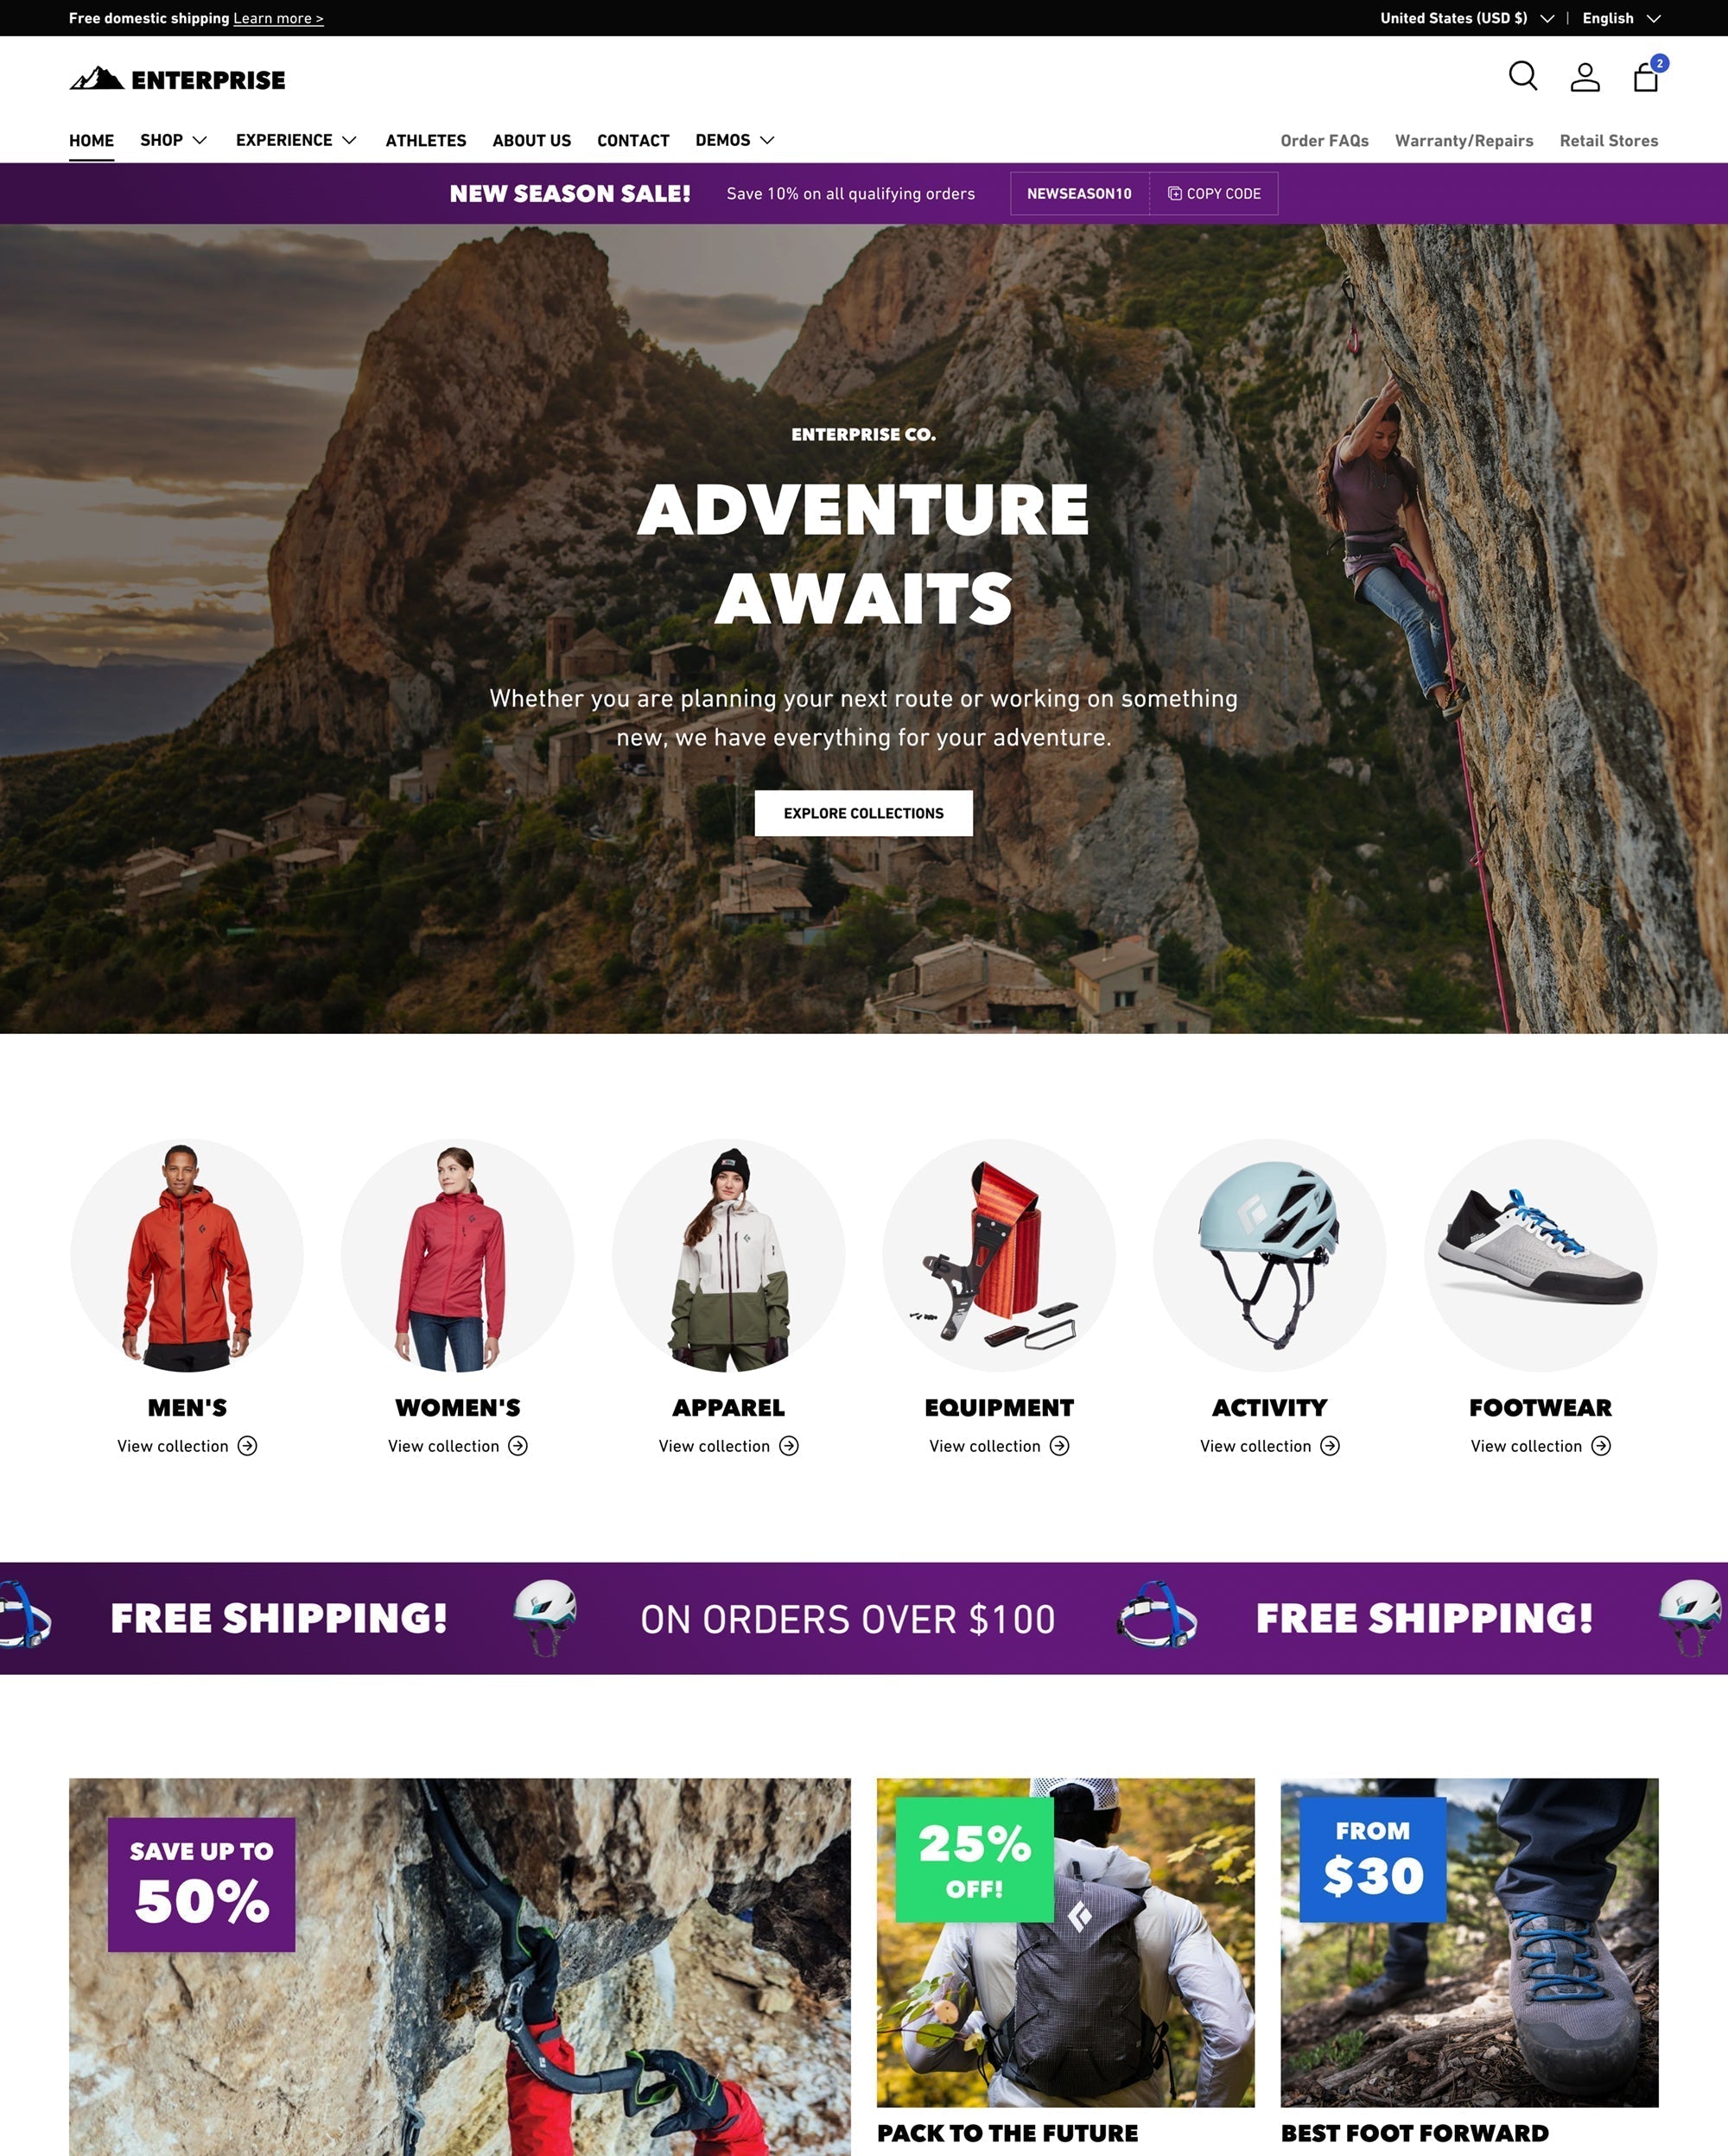 Free domestic shipping Learn more >
United States (USD $) | English
ENTERPRISE
2
HOME SHOP EXPERIENCE ATHLETES ABOUT US CONTACT DEMOS
Order FAQs Warranty/Repairs Retail Stores
NEW SEASON SALE! Save 10% on all qualifying orders NEWSEASON10 COPY CODE
ENTERPRISE CO.
ADVENTURE
AWAITS
Whether you are planning your next route or working on something
new, we have everything for your adventure.
EXPLORE COLLECTIONS
MEN'S
View collection
WOMEN'S
View collection
APPAREL
View collection
EQUIPMENT
View collection
ACTIVITY
View collection
FOOTWEAR
View collection
FREE SHIPPING! ON ORDERS OVER $100 FREE SHIPPING!
SAVE UP TO
50%
25%
OFF!
PACK TO THE FUTURE
FROM
$30
BEST FOOT FORWARD